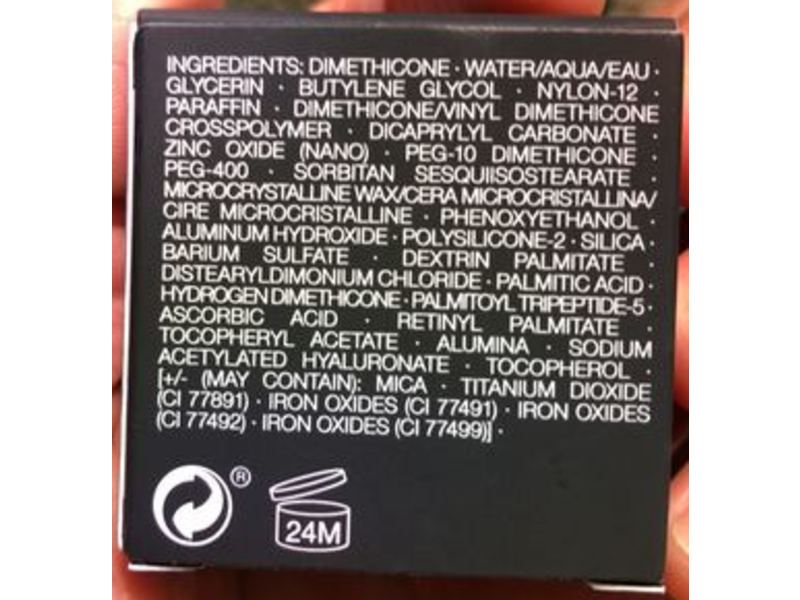 INGREDIENTS: DIMETHICONE · WATER/AQUA/EAU ·
GLYCERIN · BUTYLENE GLYCOL · NYLON-12 ·
PARAFFIN · DIMETHICONE/VINYL DIMETHICONE
CROSSPOLYMER · DICAPRYLYL CARBONATE ·
ZINC OXIDE (NANO) · PEG-10 DIMETHICONE ·
PEG-400 · SORBITAN SESQUIISOSTEARATE ·
MICROCRYSTALLINE WAX/CERA MICROCRISTALLINA/
CIRE MICROCRISTALLINE · PHENOXYETHANOL ·
ALUMINUM HYDROXIDE · POLYSILICONE-2 · SILICA ·
BARIUM SULFATE · DEXTRIN PALMITATE ·
DISTEARYLDIMONIUM CHLORIDE · PALMITIC ACID ·
HYDROGEN DIMETHICONE · PALMITOYL TRIPEPTIDE-5 ·
ASCORBIC ACID · RETINYL PALMITATE ·
TOCOPHERYL ACETATE · ALUMINA · SODIUM
ACETYLATED HYALURONATE · TOCOPHEROL ·
[+/- (MAY CONTAIN): MICA · TITANIUM DIOXIDE
(CI 77891) · IRON OXIDES (CI 77491) · IRON OXIDES
(CI 77492) · IRON OXIDES (CI 77499)] ·
®
24M